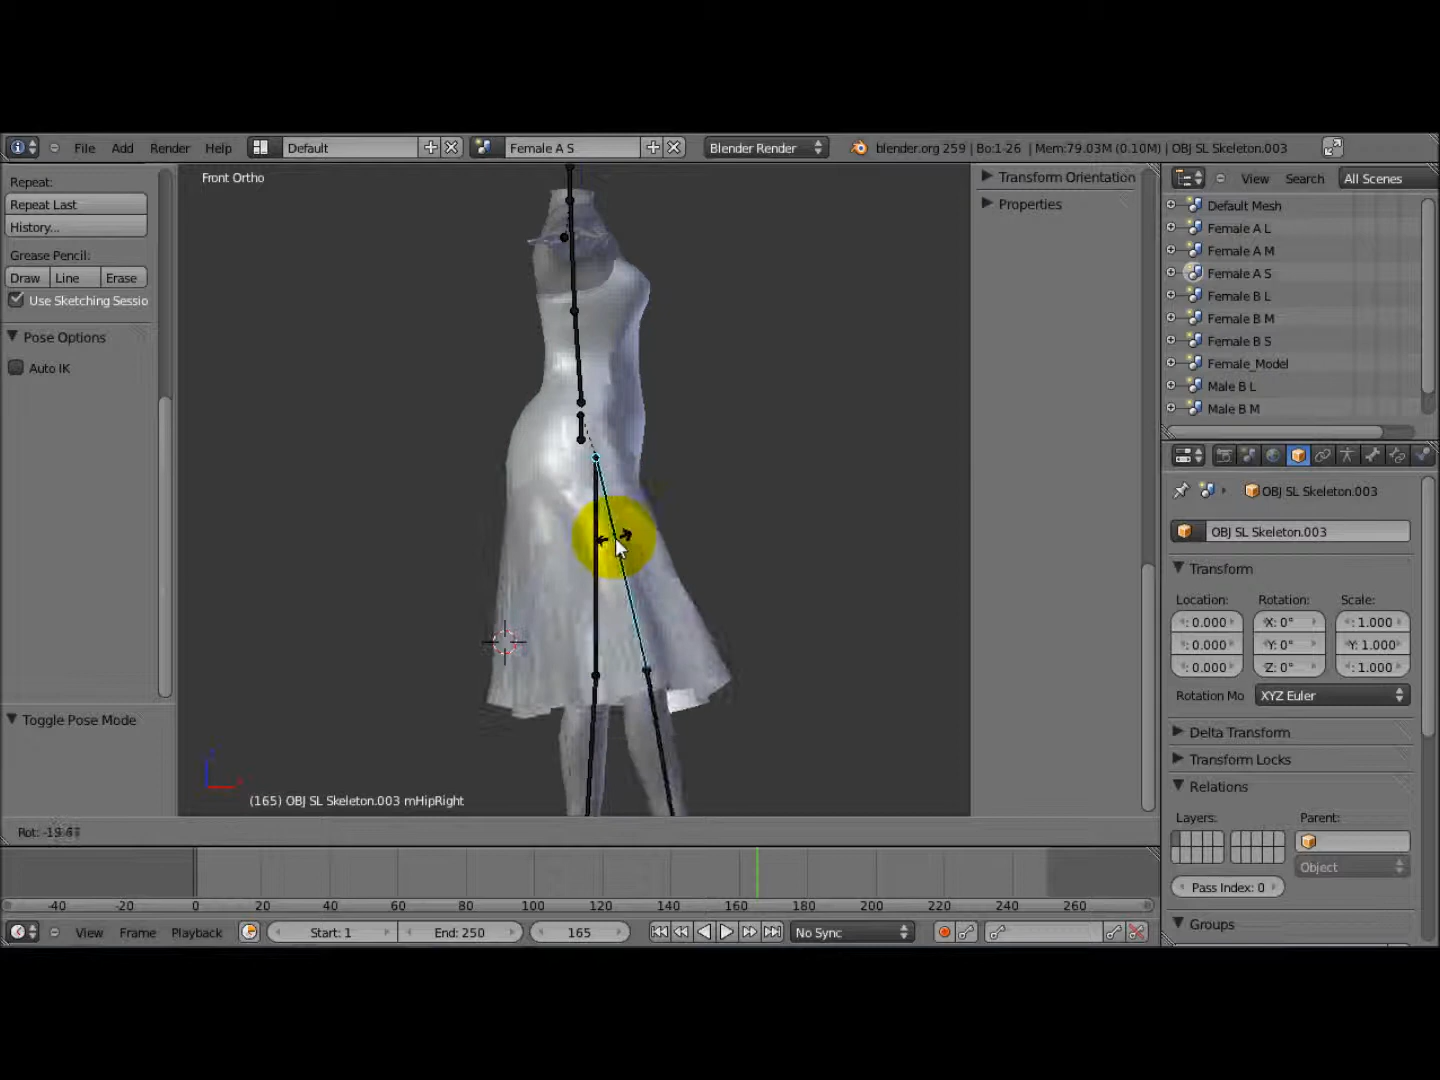 File Add Render Help Default Female A S Blender Render blender.org 259 | Bo:1-26 | Mem:79.03M (0.10M) | OBJ SL Skeleton.003
Repeat:
Repeat Last
History...
Grease Pencil:
Draw Line Erase
Use Sketching Sessio
Pose Options
Auto IK
Toggle Pose Mode
Front Ortho
(165) OBJ SL Skeleton.003 mHipRight
Transform Orientation
Properties
View Search All Scenes
Default Mesh
Female A L
Female A M
Female A S
Female B L
Female B M
Female B S
Female_Model
Male B L
Male B M
OBJ SL Skeleton.003
OBJ SL Skeleton.003
Transform
Location: Rotation: Scale:
: 0.000 X: 0° : 1.000
: 0.000 Y: 0° Y: 1.000
: 0.000 Z: 0° : 1.000
Rotation Mo XYZ Euler
Delta Transform
Transform Locks
Relations
Layers: Parent:
Object
Pass Index: 0
Groups
Rot:
-40 -20 0 20 40 60 80 100 120 140 160 180 200 220 240 260
View Frame Playback Start: 1 End: 250 165 No Sync